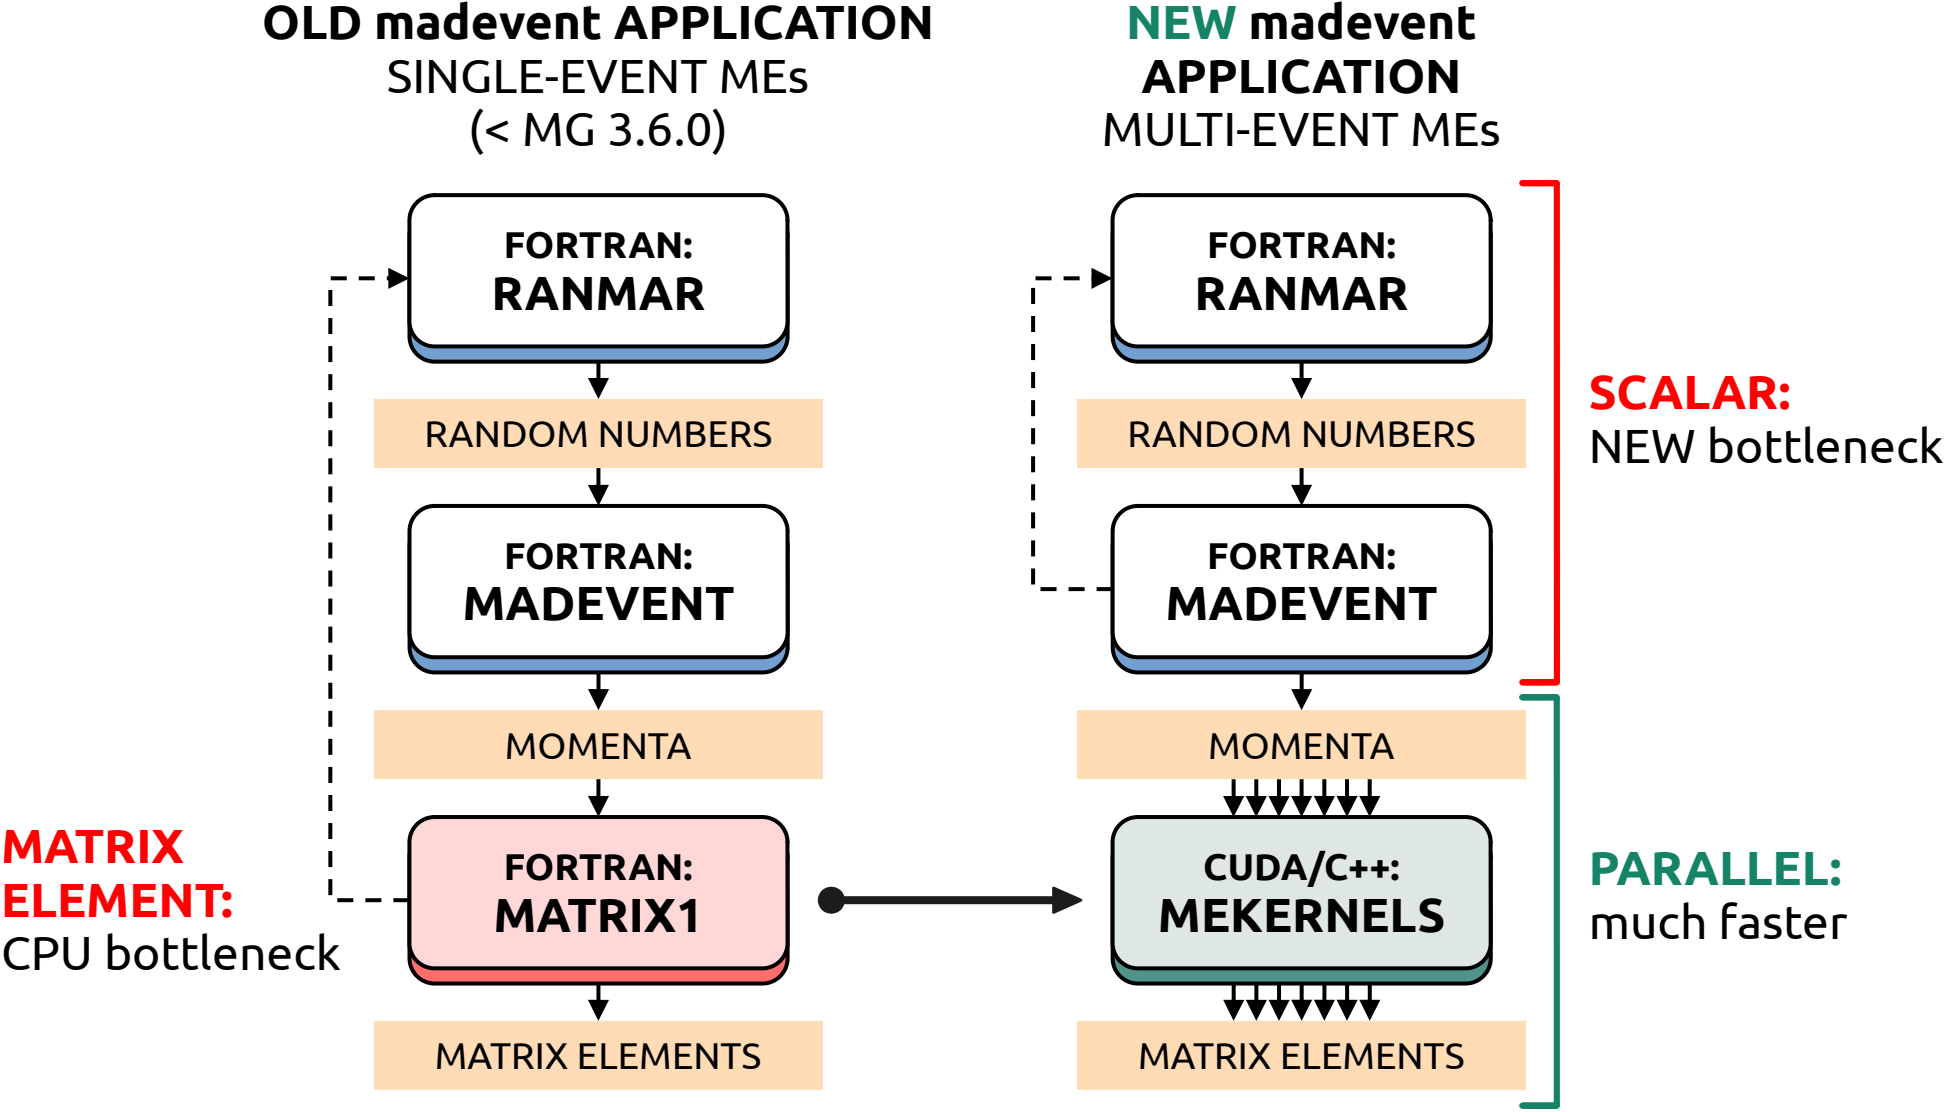 OLD madevent APPLICATION
SINGLE-EVENT MEs
(< MG 3.6.0)
FORTRAN:
RANMAR
RANDOM NUMBERS
FORTRAN:
MADEVENT
MOMENTA
MATRIX
ELEMENT:
CPU bottleneck
FORTRAN:
MATRIX1
MATRIX ELEMENTS
NEW madevent
APPLICATION
MULTI-EVENT MEs
FORTRAN:
RANMAR
RANDOM NUMBERS
FORTRAN:
MADEVENT
SCALAR:
NEW bottleneck
MOMENTA
CUDA/C++:
MEKERNELS
MATRIX ELEMENTS
PARALLEL:
much faster